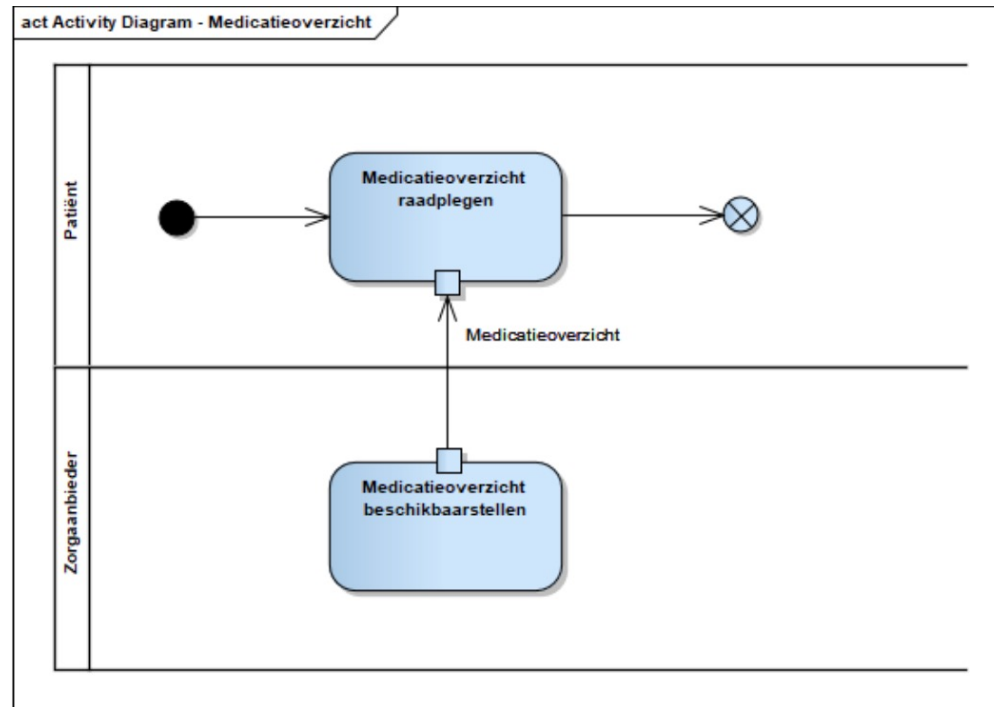 act Activity Diagram - Medicatieoverzicht
Patiënt
Medicatieoverzicht
raadplegen
Medicatieoverzicht
Zorgaanbieder
Medicatieoverzicht
beschikbaarstellen